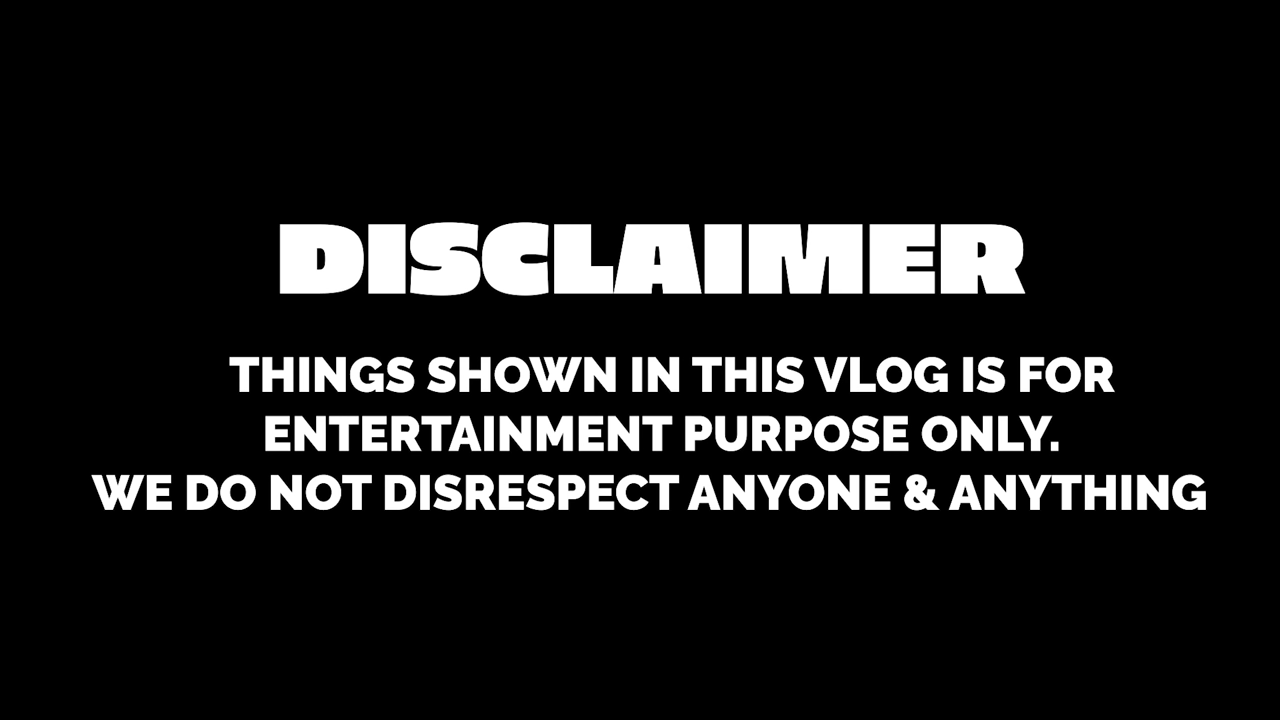 DISCLAIMER
THINGS SHOWN IN THIS VLOG IS FOR
ENTERTAINMENT PURPOSE ONLY.
WE DO NOT DISRESPECT ANYONE & ANYTHING